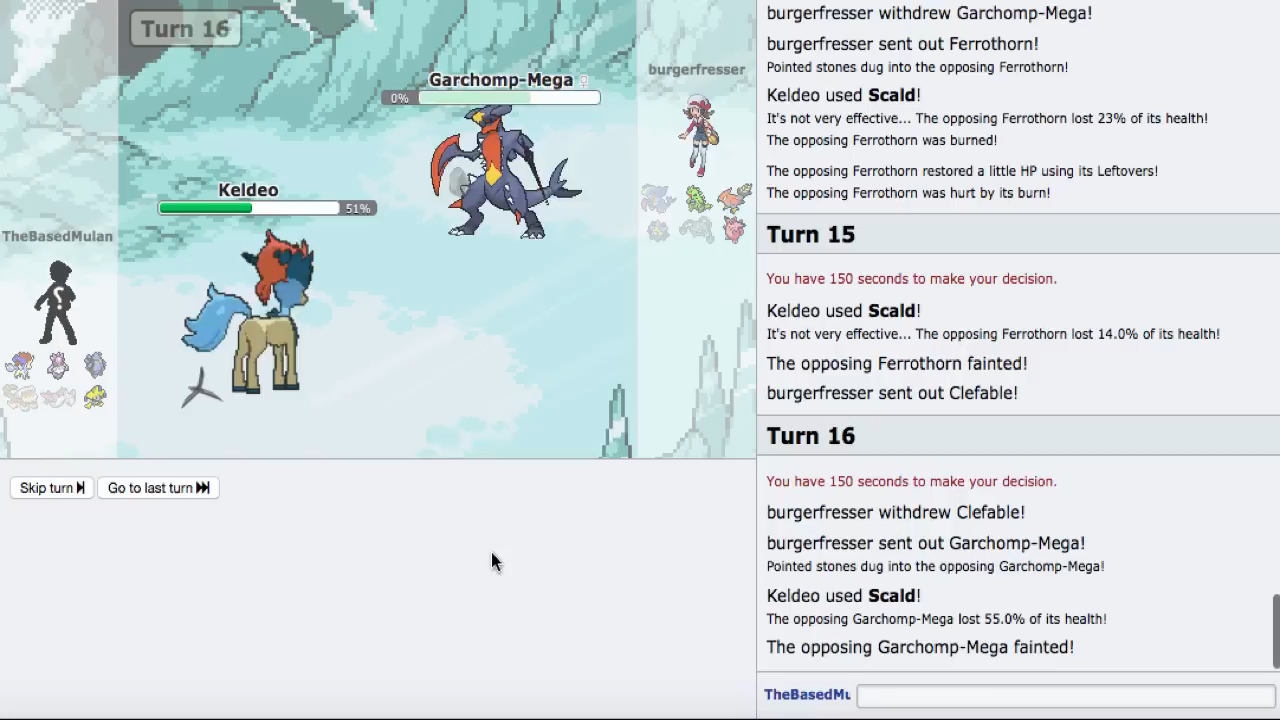 Turn 16
Garchomp-Mega ♀
0%
burgerfresser
Keldeo
51%
TheBasedMulan
Skip turn
Go to last turn
burgerfresser withdrew Garchomp-Mega!
burgerfresser sent out Ferrothorn!
Pointed stones dug into the opposing Ferrothorn!
Keldeo used Scald!
It's not very effective... The opposing Ferrothorn lost 23% of its health!
The opposing Ferrothorn was burned!
The opposing Ferrothorn restored a little HP using its Leftovers!
The opposing Ferrothorn was hurt by its burn!
Turn 15
You have 150 seconds to make your decision.
Keldeo used Scald!
It's not very effective... The opposing Ferrothorn lost 14.0% of its health!
The opposing Ferrothorn fainted!
burgerfresser sent out Clefable!
Turn 16
You have 150 seconds to make your decision.
burgerfresser withdrew Clefable!
burgerfresser sent out Garchomp-Mega!
Pointed stones dug into the opposing Garchomp-Mega!
Keldeo used Scald!
The opposing Garchomp-Mega lost 55.0% of its health!
The opposing Garchomp-Mega fainted!
TheBasedMu